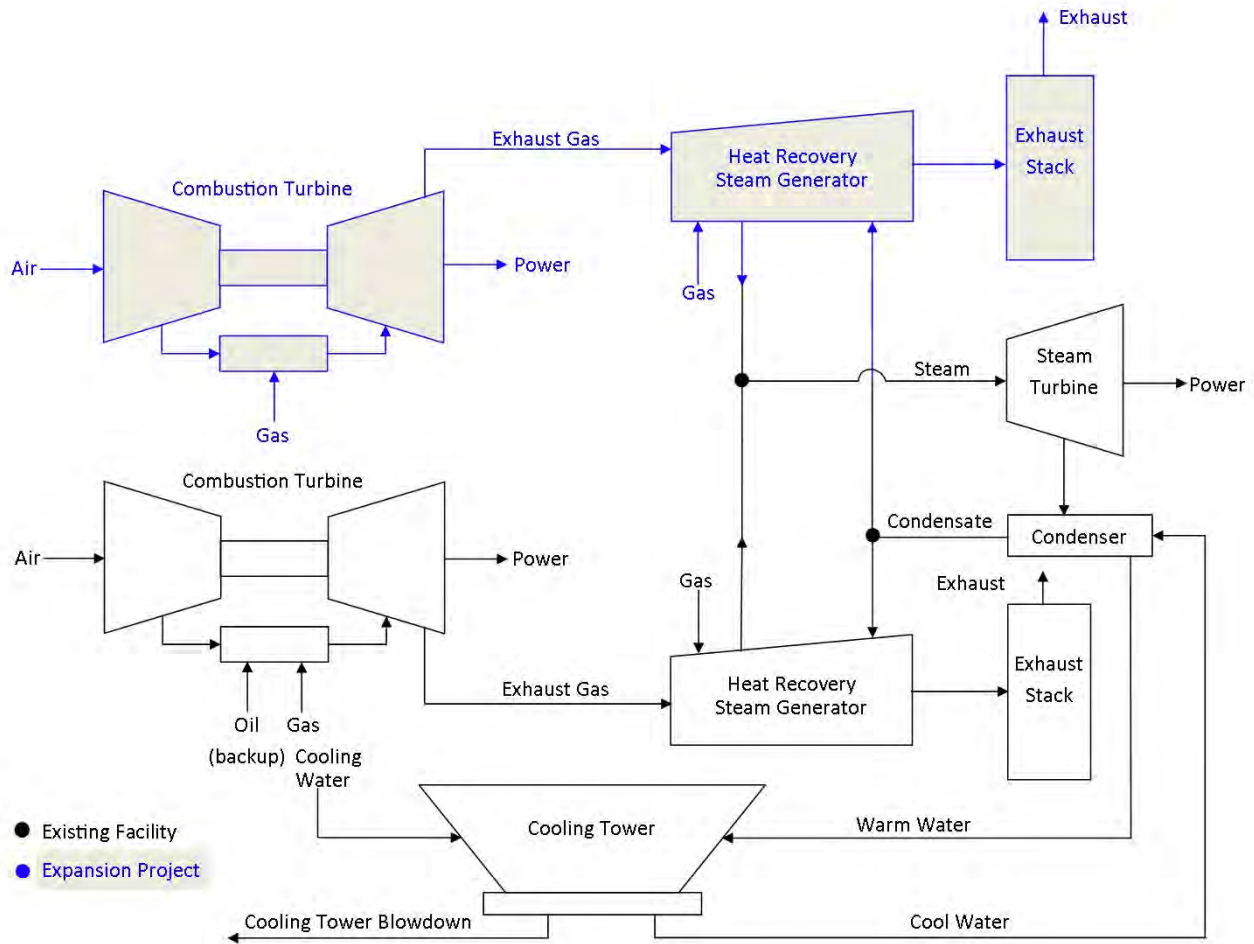 Exhaust
Exhaust Gas
Heat Recovery
Steam Generator
Exhaust
Stack
Combustion Turbine
Air
Power
Gas
Gas
Steam
Steam
Turbine
Power
Combustion Turbine
Condensate
Condenser
Air
Power
Gas
Exhaust
Exhaust Gas
Heat Recovery
Steam Generator
Exhaust
Stack
Oil
(backup)
Gas
Cooling
Water
Cooling Tower
Warm Water
Existing Facility
Expansion Project
Cooling Tower Blowdown
Cool Water